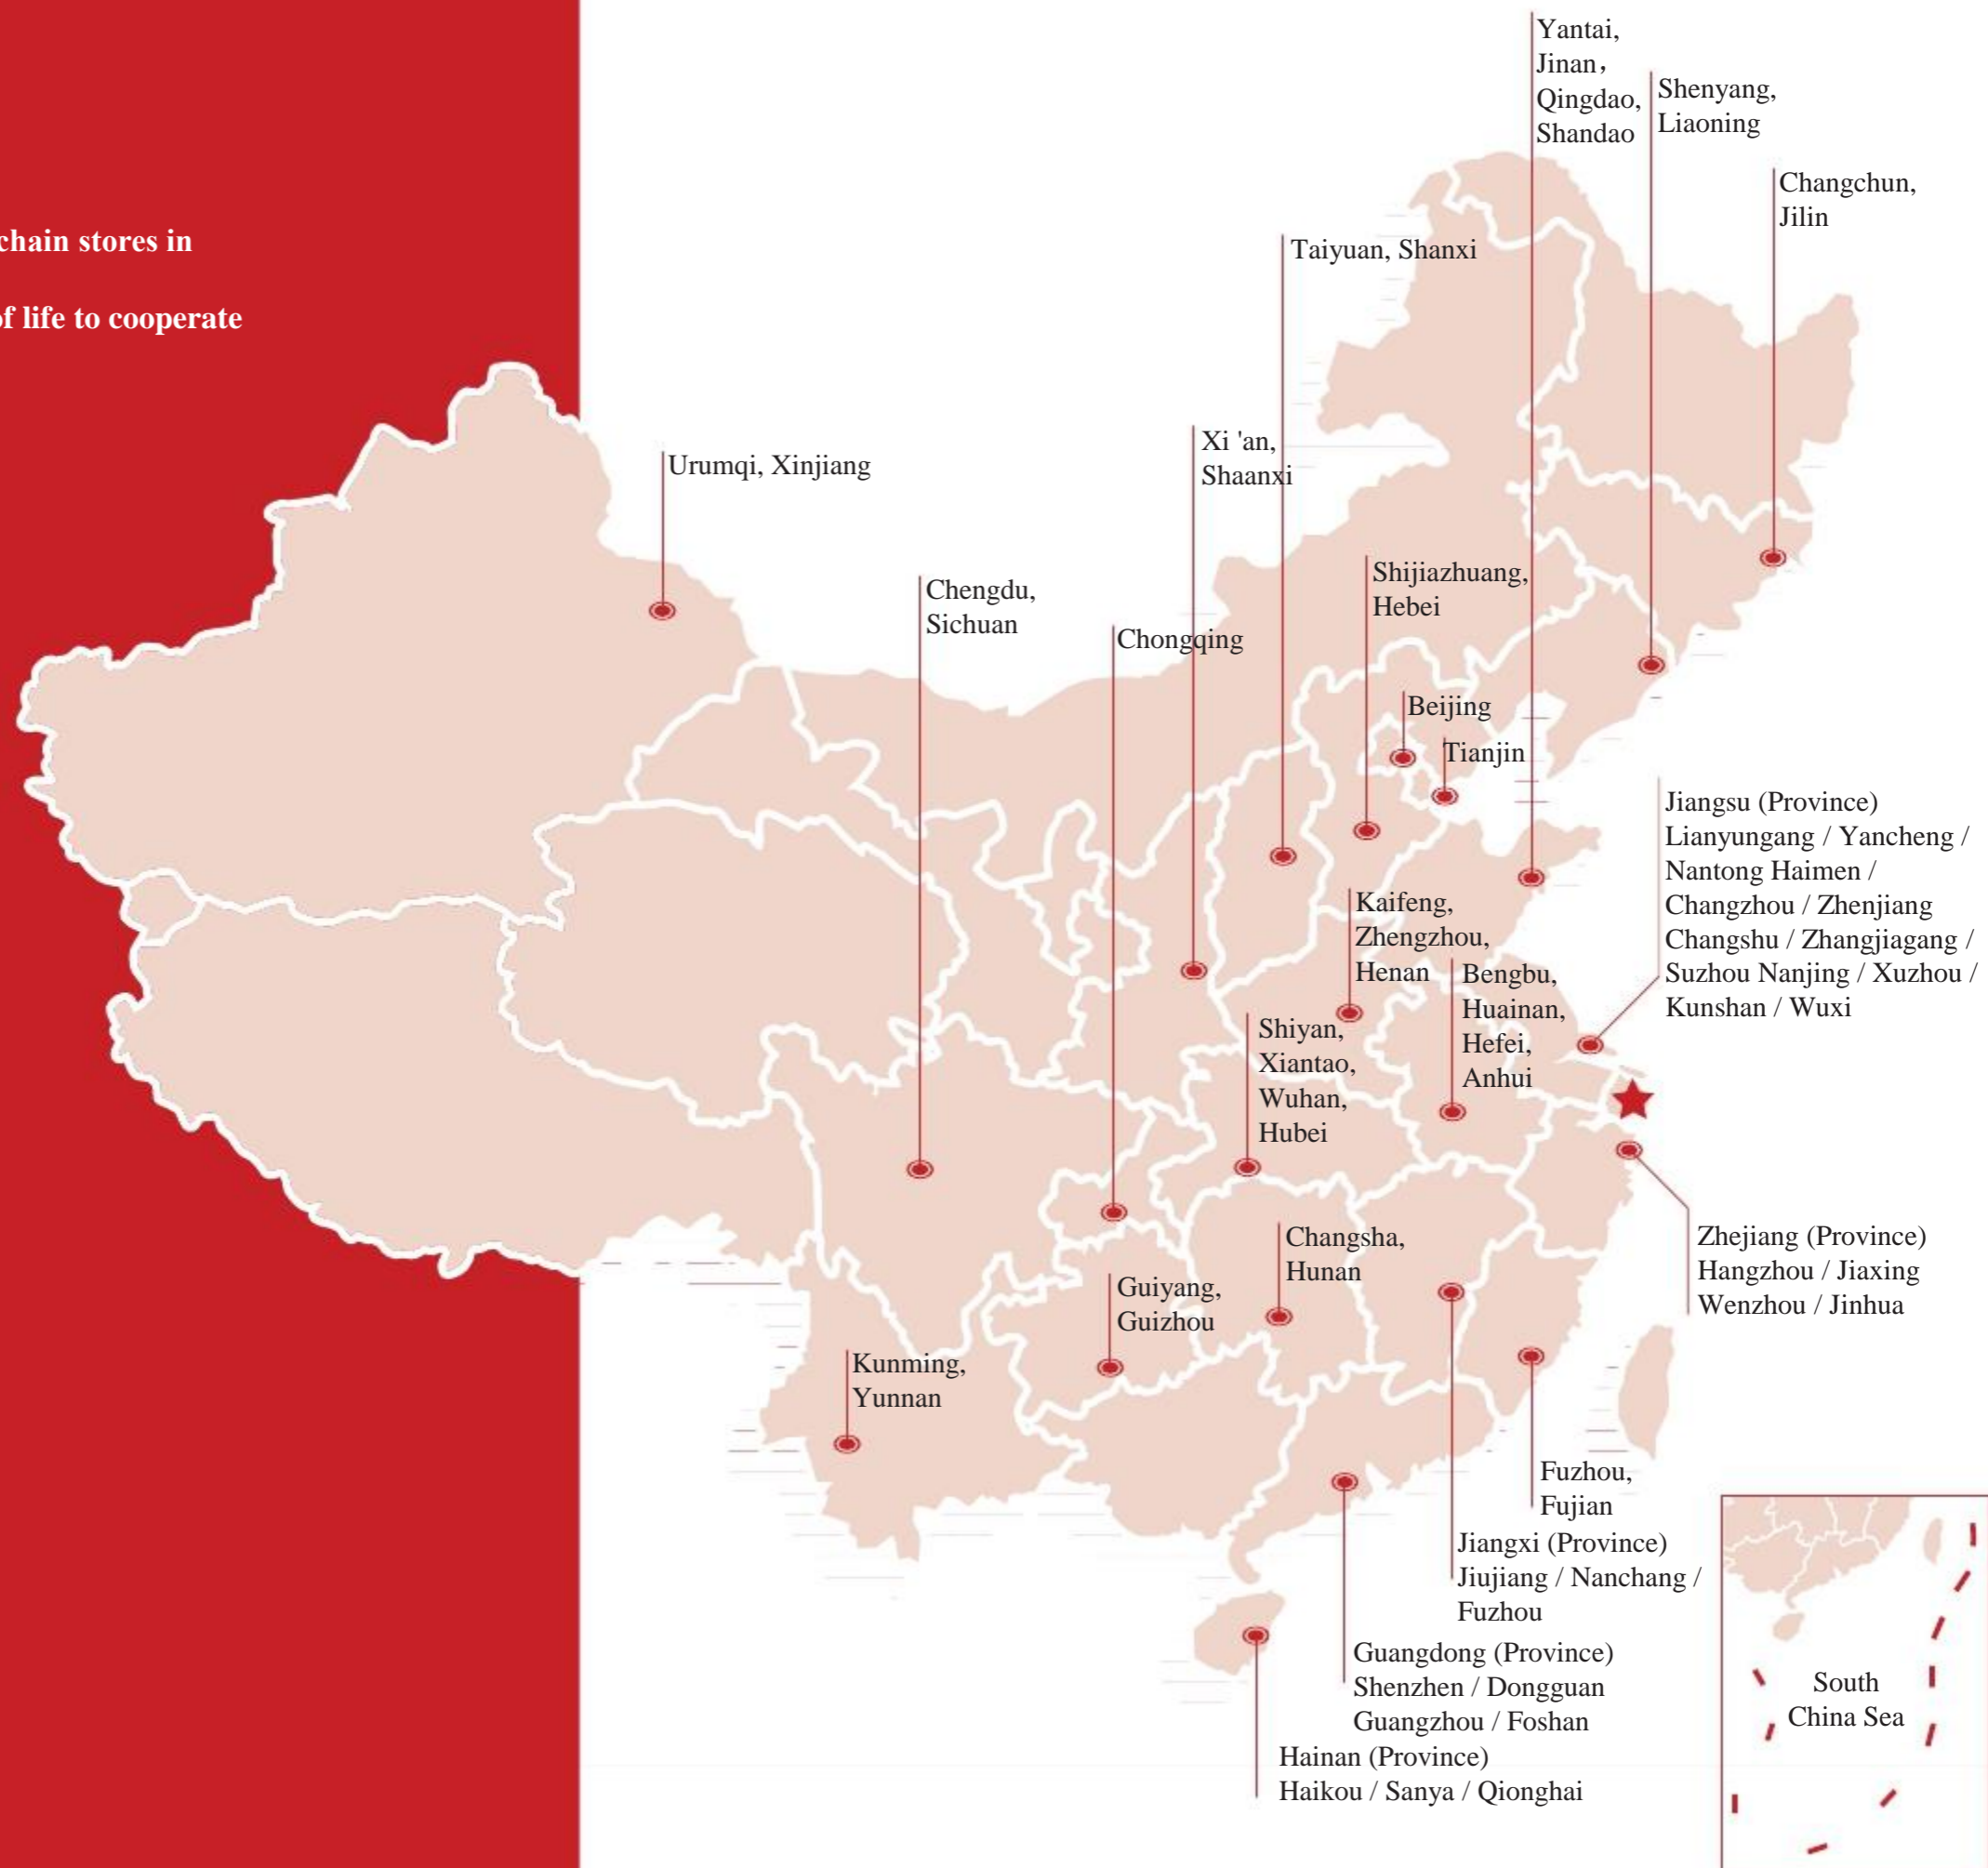 chain stores in
of life to cooperate
Yantai,
Jinan，
Qingdao,
Shandao
Shenyang,
Liaoning
Changchun,
Jilin
Taiyuan, Shanxi
Xi 'an,
Shaanxi
Urumqi, Xinjiang
Chengdu,
Sichuan
Chongqing
Shijiazhuang,
Hebei
Beijing
Tianjin
Jiangsu (Province)
Lianyungang / Yancheng /
Nantong Haimen /
Changzhou / Zhenjiang
Changshu / Zhangjiagang /
Suzhou Nanjing / Xuzhou /
Kunshan / Wuxi
Kaifeng,
Zhengzhou,
Henan
Bengbu,
Huainan,
Hefei,
Anhui
Shiyan,
Xiantao,
Wuhan,
Hubei
Zhejiang (Province)
Hangzhou / Jiaxing
Wenzhou / Jinhua
Changsha,
Hunan
Guiyang,
Guizhou
Kunming,
Yunnan
Fuzhou,
Fujian
Jiangxi (Province)
Jiujiang / Nanchang /
Fuzhou
Guangdong (Province)
Shenzhen / Dongguan
Guangzhou / Foshan
Hainan (Province)
Haikou / Sanya / Qionghai
South
China Sea